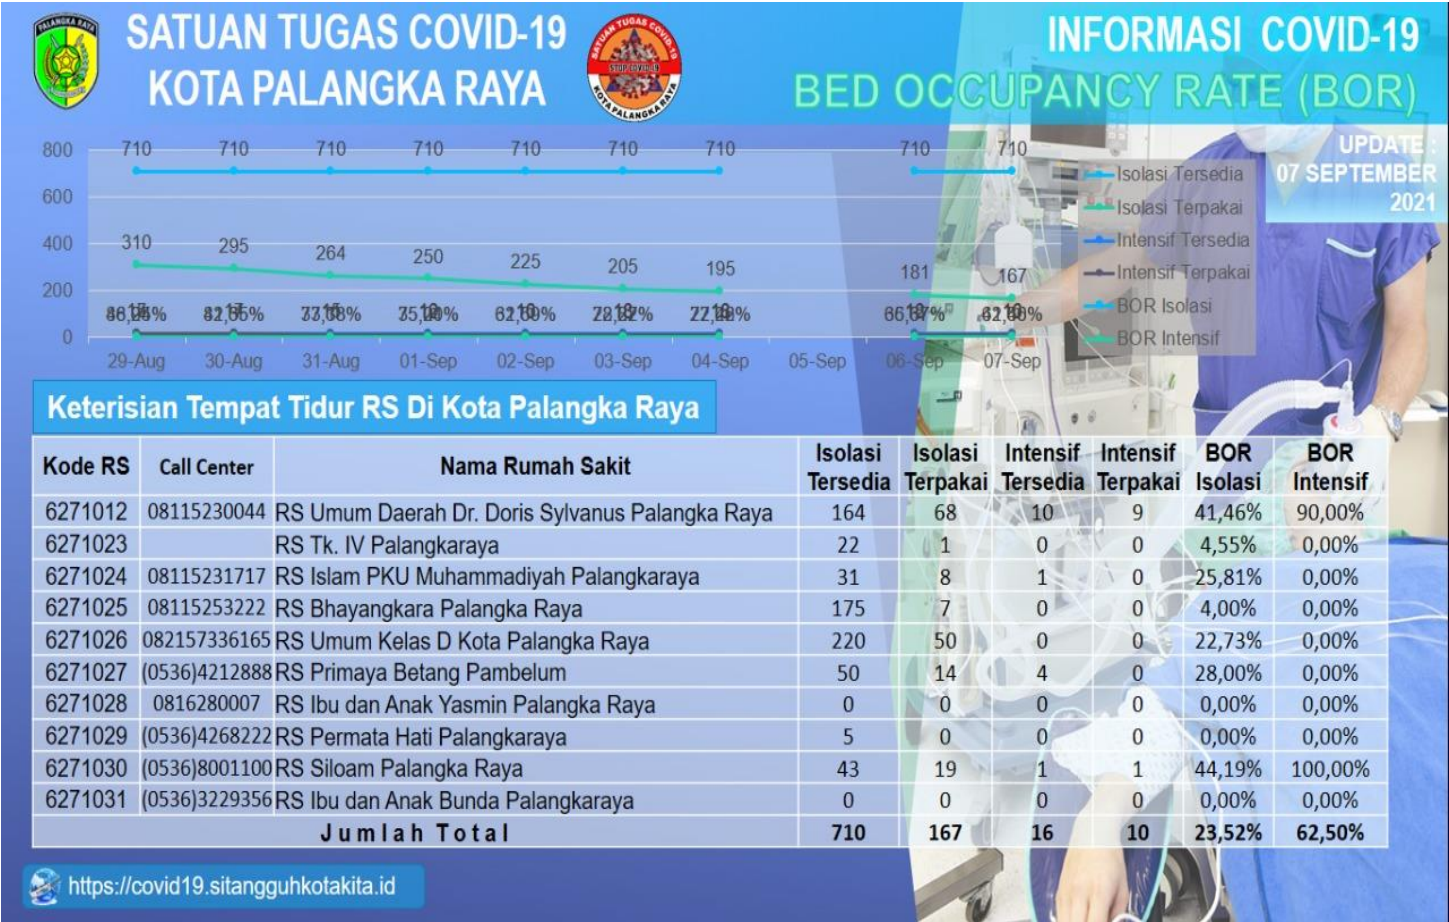 SATUAN TUGAS COVID-19
KOTA PALANGKA RAYA
PALANGKA RAYA
SATUAN TUGAS COVID-19
STOP COVID-19
KOTA PALANGKARAYA
INFORMASI COVID-19
BED OCCUPANCY RATE (BOR)
UPDATE :
07 SEPTEMBER
2021
800 710 710 710 710 710 710 710 710 710
600
400 310 295 264 250 225 205 195 181 167
200
0
29-Aug 30-Aug 31-Aug 01-Sep 02-Sep 03-Sep 04-Sep 05-Sep 06-Sep 07-Sep
Isolasi Tersedia
Isolasi Terpakai
Intensif Tersedia
Intensif Terpakai
BOR Isolasi
BOR Intensif
Keterisian Tempat Tidur RS Di Kota Palangka Raya
Kode RS Call Center Nama Rumah Sakit Isolasi Tersedia Isolasi Terpakai Intensif Tersedia Intensif Terpakai BOR Isolasi BOR Intensif
6271012 08115230044 RS Umum Daerah Dr. Doris Sylvanus Palangka Raya 164 68 10 9 41,46% 90,00%
6271023 RS Tk. IV Palangkaraya 22 1 0 0 4,55% 0,00%
6271024 08115231717 RS Islam PKU Muhammadiyah Palangkaraya 31 8 1 0 25,81% 0,00%
6271025 08115253222 RS Bhayangkara Palangka Raya 175 7 0 0 4,00% 0,00%
6271026 082157336165 RS Umum Kelas D Kota Palangka Raya 220 50 0 0 22,73% 0,00%
6271027 (0536)4212888 RS Primaya Betang Pambelum 50 14 4 0 28,00% 0,00%
6271028 0816280007 RS Ibu dan Anak Yasmin Palangka Raya 0 0 0 0 0,00% 0,00%
6271029 (0536)4268222 RS Permata Hati Palangkaraya 5 0 0 0 0,00% 0,00%
6271030 (0536)8001100 RS Siloam Palangka Raya 43 19 1 1 44,19% 100,00%
6271031 (0536)3229356 RS Ibu dan Anak Bunda Palangkaraya 0 0 0 0 0,00% 0,00%
Jumlah Total 710 167 16 10 23,52% 62,50%
https://covid19.sitangguhkotakita.id